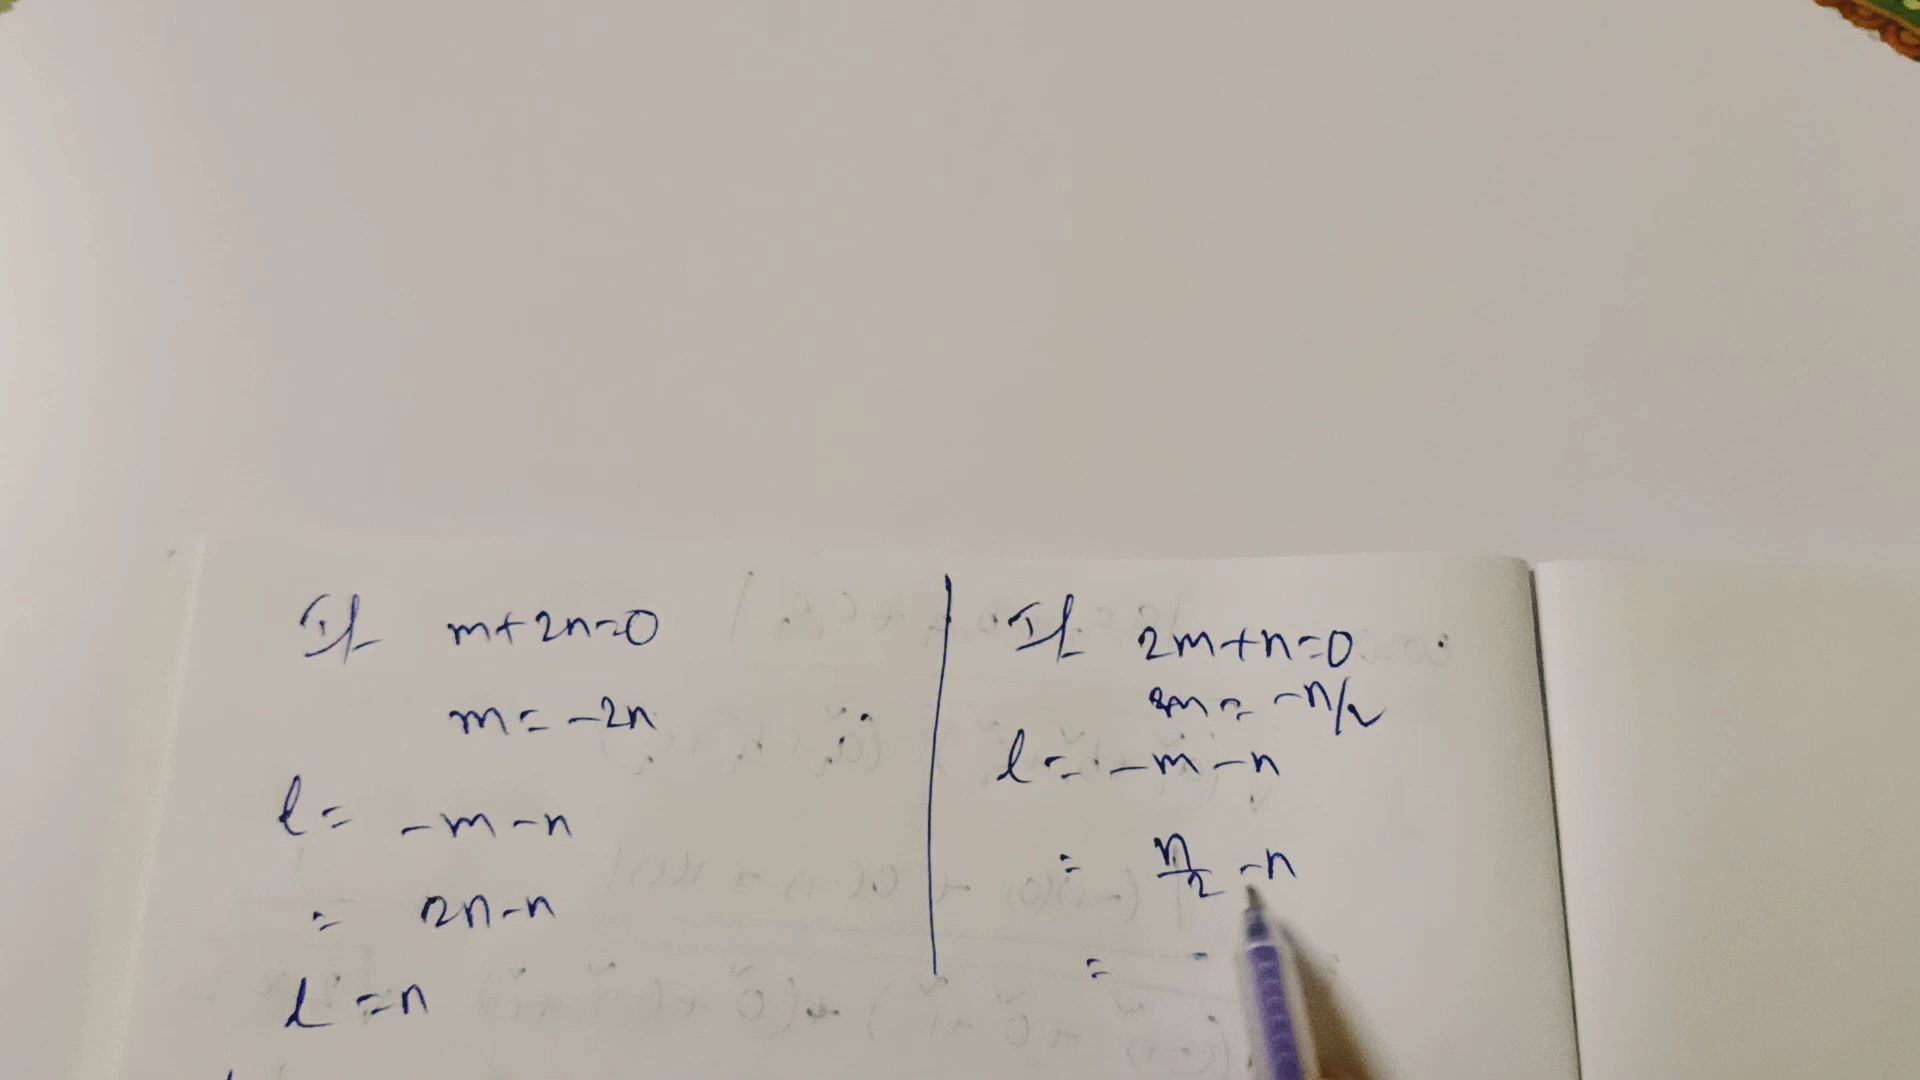 If m+2n=0
m=-2n
l= -m-n
= 2n-n
l=n
If 2m+n=0
m= -n/2
l= -m-n
= n/2 -n
= -